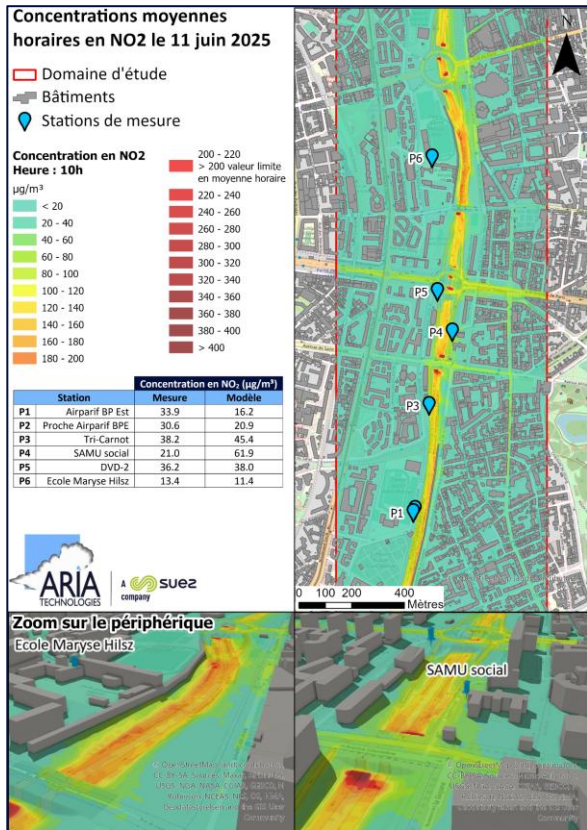 Concentrations moyennes
horaires en NO2 le 11 juin 2025
Domaine d'étude
Bâtiments
Stations de mesure
Concentration en NO2
Heure : 10h
µg/m³
< 20
20 - 40
40 - 60
60 - 80
80 - 100
100 - 120
120 - 140
140 - 160
160 - 180
180 - 200
200 - 220
> 200 valeur limite
en moyenne horaire
220 - 240
240 - 260
260 - 280
280 - 300
300 - 320
320 - 340
340 - 360
360 - 380
380 - 400
> 400
Concentration en NO₂ (µg/m³)
Station Mesure Modèle
P1 Airparif BP Est 33.9 16.2
P2 Proche Airparif BPE 30.6 20.9
P3 Tri-Carnot 38.2 45.4
P4 SAMU social 21.0 61.9
P5 DVD-2 36.2 38.0
P6 Ecole Maryse Hilsz 13.4 11.4
ARIA
TECHNOLOGIES
A suez
company
N
P6
P5
P4
P3
P1
0 100 200 400
Mètres
Zoom sur le périphérique
Ecole Maryse Hilsz
SAMU social